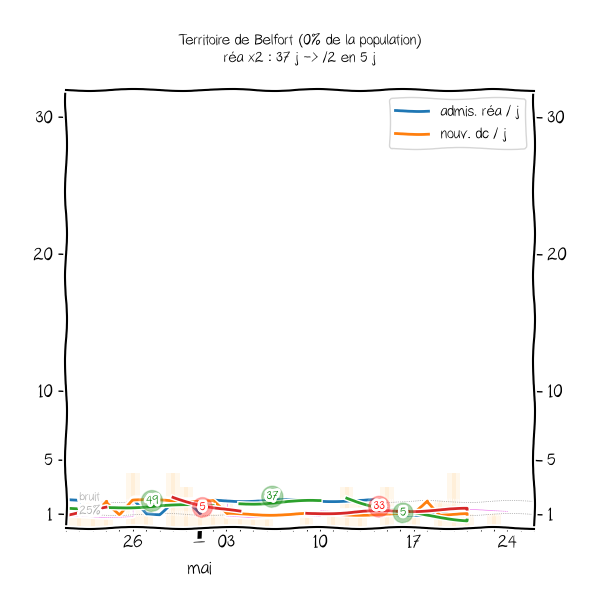 Territoire de Belfort (0% de la population)
réa x2 : 37 j -> /2 en 5 j
admis. réa / j
nouv. dc / j
30 30
20 20
10 10
5 5
1 1
bruit
25%
49 5 37 33 5
26 03 10 17 24
mai